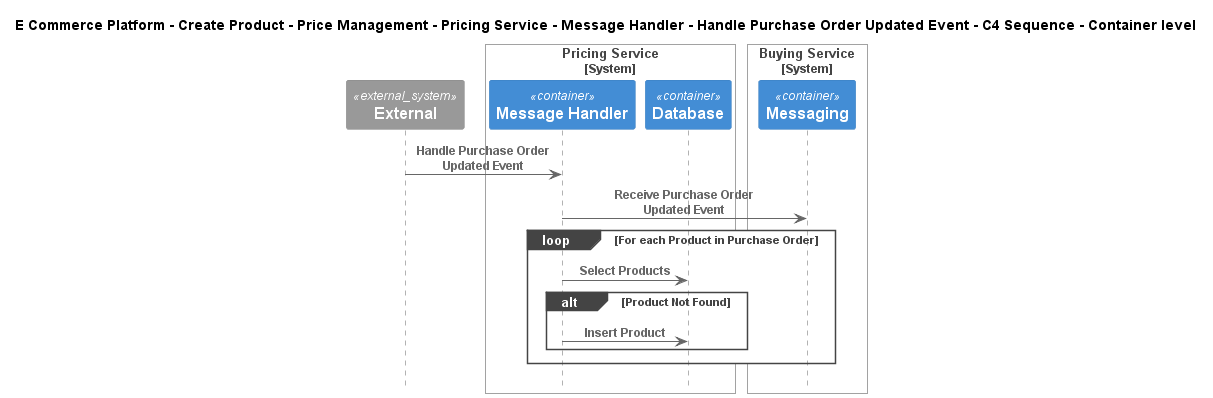 E Commerce Platform - Create Product - Price Management - Pricing Service - Message Handler - Handle Purchase Order Updated Event - C4 Sequence - Container level
Pricing Service
[System]
Buying Service
[System]
«external_system»
External
«container»
Message Handler
«container»
Database
«container»
Messaging
Handle Purchase Order
Updated Event
Receive Purchase Order
Updated Event
loop
[For each Product in Purchase Order]
Select Products
alt
[Product Not Found]
Insert Product